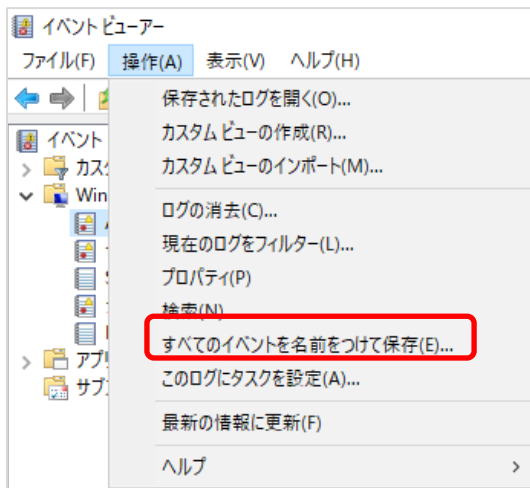 イベント ビューアー
ファイル(F) 操作(A) 表示(V) ヘルプ(H)
保存されたログを開く(O)...
イベント
カスタム ビューの作成(R)...
カスタム ビューのインポート(M)...
Win
ログの消去(C)...
現在のログをフィルター(L)...
プロパティ(P)
検索(N)...
すべてのイベントを名前をつけて保存(E)...
アプリ
このログにタスクを設定(A)...
サブ
最新の情報に更新(F)
ヘルプ